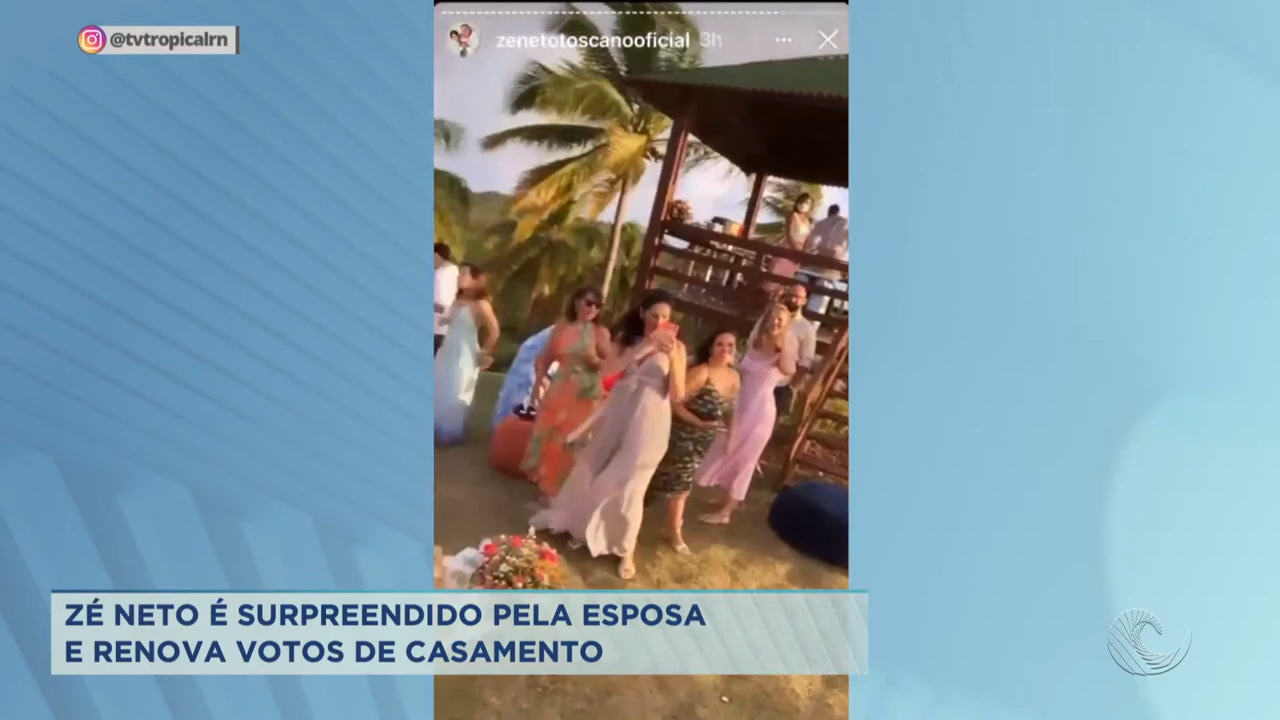 @tvtropicalrn
zenetotoscanooficial 3h
ZÉ NETO É SURPREENDIDO PELA ESPOSA
E RENOVA VOTOS DE CASAMENTO